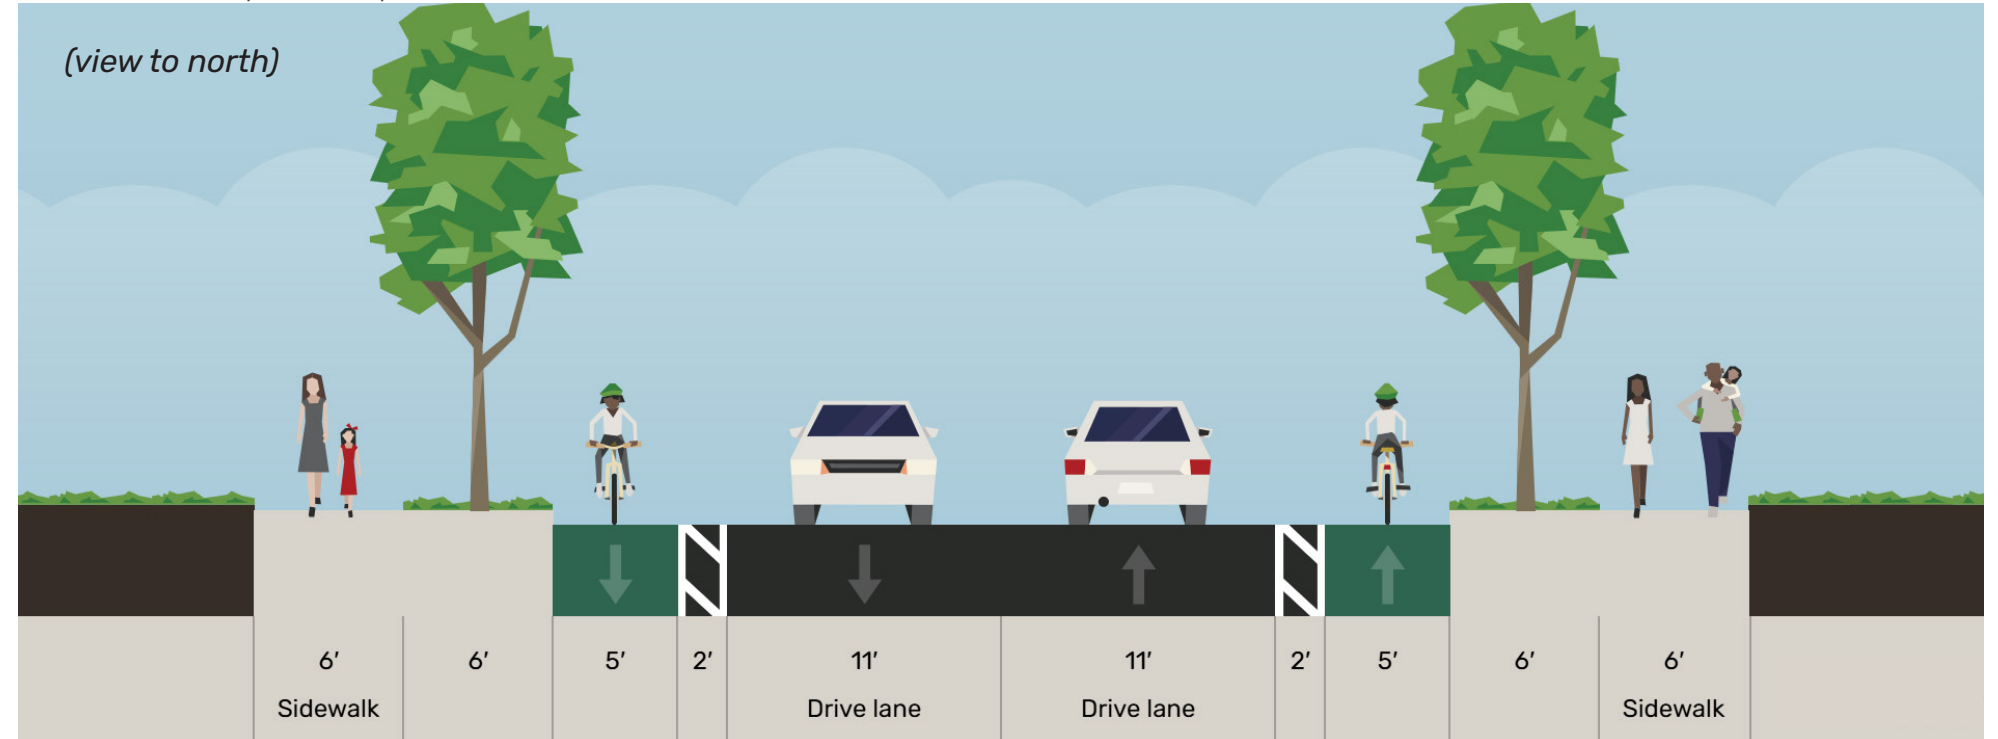 (view to north)
6′ 6′ 5′ 2′ 11′ 11′ 2′ 5′ 6′ 6′
Sidewalk Drive lane Drive lane Sidewalk